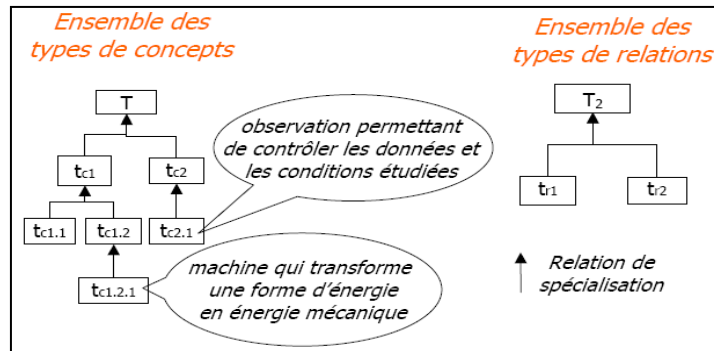 Ensemble des
types de concepts
Ensemble des
types de relations
T
T2
observation permettant
de contrôler les données et
les conditions étudiées
tc1
tc2
tr1
tr2
tc1.1
tc1.2
tc2.1
machine qui transforme
une forme d'énergie
en énergie mécanique
tc1.2.1
Relation de
spécialisation